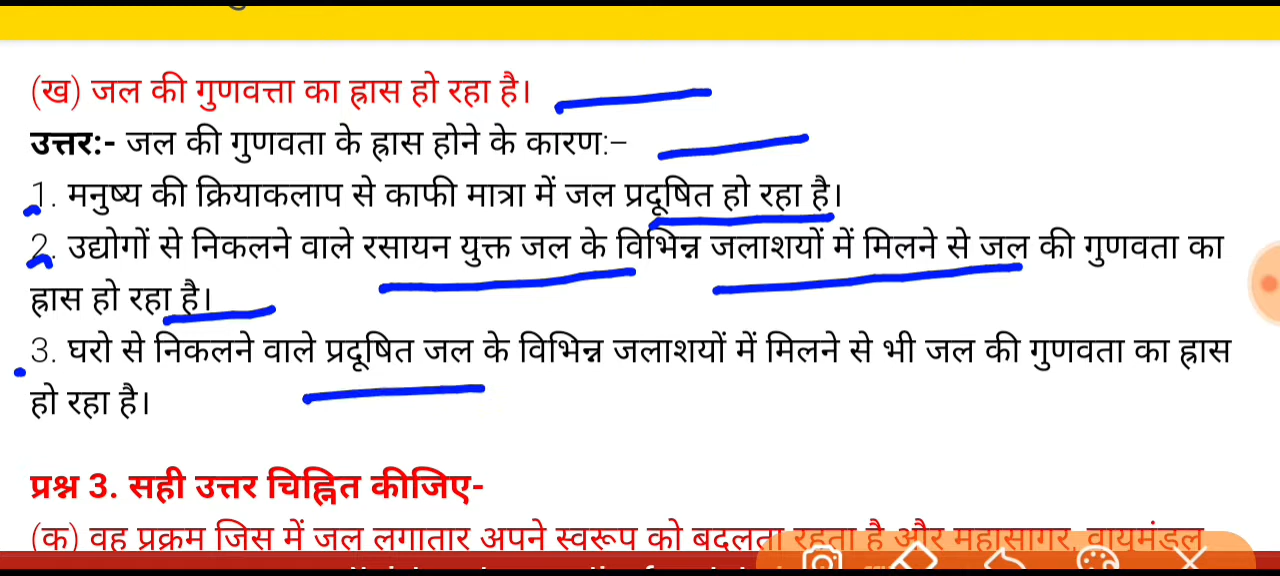 (ख) जल की गुणवत्ता का ह्रास हो रहा है।
उत्तर:- जल की गुणवता के ह्रास होने के कारण:–
1. मनुष्य की क्रियाकलाप से काफी मात्रा में जल प्रदूषित हो रहा है।
2. उद्योगों से निकलने वाले रसायन युक्त जल के विभिन्न जलाशयों में मिलने से जल की गुणवता का
ह्रास हो रहा है।
3. घरो से निकलने वाले प्रदूषित जल के विभिन्न जलाशयों में मिलने से भी जल की गुणवता का ह्रास
हो रहा है।
प्रश्न 3. सही उत्तर चिह्नित कीजिए-
(क) वह प्रक्रम जिस में जल लगातार अपने स्वरूप को बदलता रहता है और महासागर, वायुमंडल